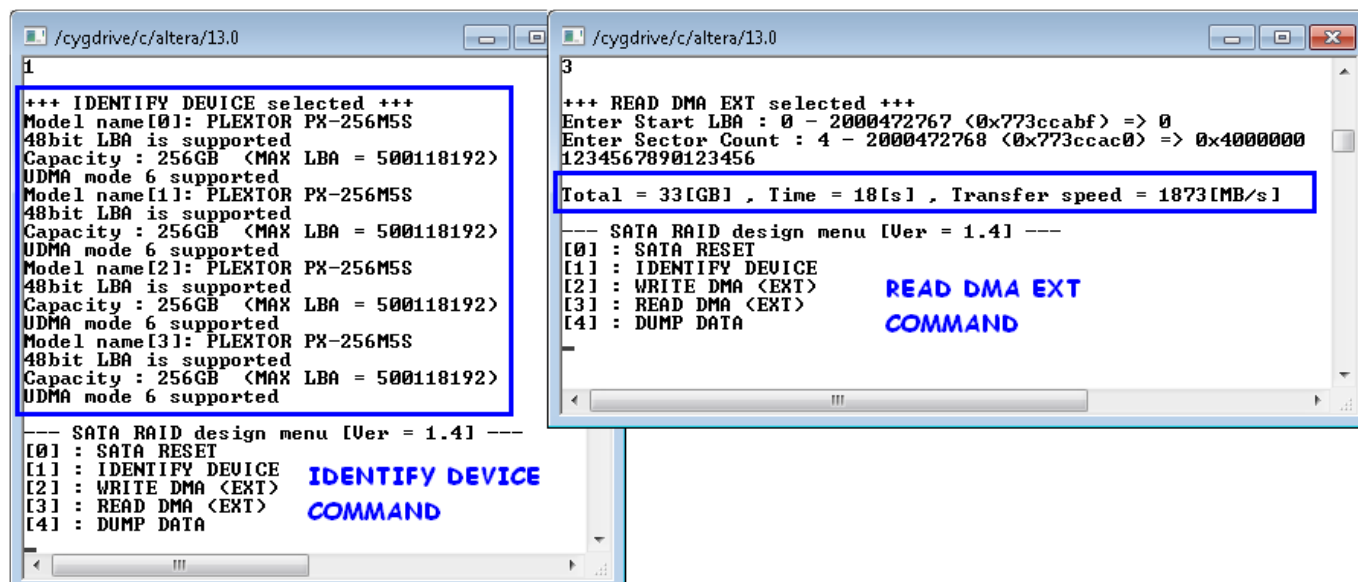 /cygdrive/c/altera/13.0
1
+++ IDENTIFY DEVICE selected +++
Model name[0]: PLEXTOR PX-256M5S
48bit LBA is supported
Capacity : 256GB  (MAX LBA = 500118192)
UDMA mode 6 supported
Model name[1]: PLEXTOR PX-256M5S
48bit LBA is supported
Capacity : 256GB  (MAX LBA = 500118192)
UDMA mode 6 supported
Model name[2]: PLEXTOR PX-256M5S
48bit LBA is supported
Capacity : 256GB  (MAX LBA = 500118192)
UDMA mode 6 supported
Model name[3]: PLEXTOR PX-256M5S
48bit LBA is supported
Capacity : 256GB  (MAX LBA = 500118192)
UDMA mode 6 supported
--- SATA RAID design menu [Ver = 1.4] ---
[0] : SATA RESET
[1] : IDENTIFY DEVICE
[2] : WRITE DMA (EXT)
[3] : READ DMA (EXT)
[4] : DUMP DATA
IDENTIFY DEVICE
COMMAND
/cygdrive/c/altera/13.0
3
+++ READ DMA EXT selected +++
Enter Start LBA : 0 - 2000472767 (0x773ccabf) => 0
Enter Sector Count : 4 - 2000472768 (0x773ccac0) => 0x4000000
1234567890123456
Total = 33[GB] , Time = 18[s] , Transfer speed = 1873[MB/s]
--- SATA RAID design menu [Ver = 1.4] ---
[0] : SATA RESET
[1] : IDENTIFY DEVICE
[2] : WRITE DMA (EXT)
[3] : READ DMA (EXT)
[4] : DUMP DATA
READ DMA EXT
COMMAND